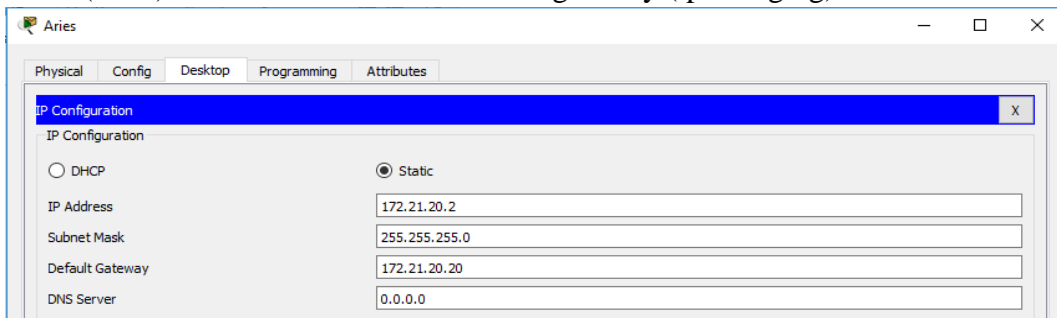 Aries
Physical Config Desktop Programming Attributes
IP Configuration X
IP Configuration
DHCP Static
IP Address 172.21.20.2
Subnet Mask 255.255.255.0
Default Gateway 172.21.20.20
DNS Server 0.0.0.0